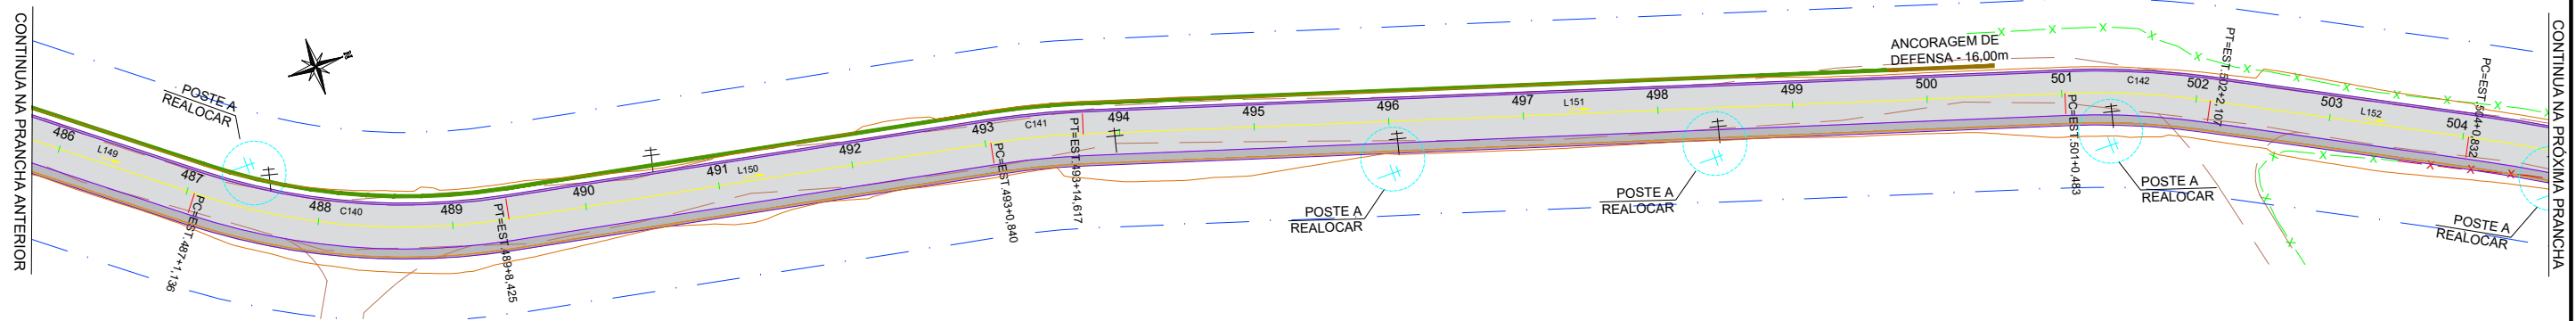 CONTINUA NA PRANCHA ANTERIOR
486
L149
487
POSTE A
REALOCAR
N
PC=EST.487+1,136
488
C140
489
PT=EST.489+8,425
490
491
L150
492
493
C141
PC=EST.493+0,840
PT=EST.493+14,617
494
495
496
POSTE A
REALOCAR
497
L151
498
POSTE A
REALOCAR
499
ANCORAGEM DE
DEFENSA - 16,00m
500
501
PC=EST.501+0,483
C142
502
PT=EST.502+2,107
POSTE A
REALOCAR
503
L152
504
PC=EST.504+0,832
POSTE A
REALOCAR
CONTINUA NA PRÓXIMA PRANCHA